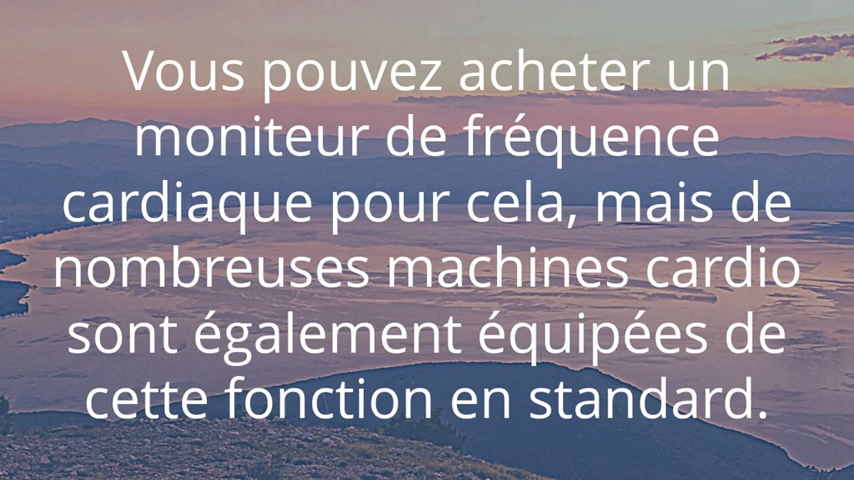 Vous pouvez acheter un
moniteur de fréquence
cardiaque pour cela, mais de
nombreuses machines cardio
sont également équipées de
cette fonction en standard.